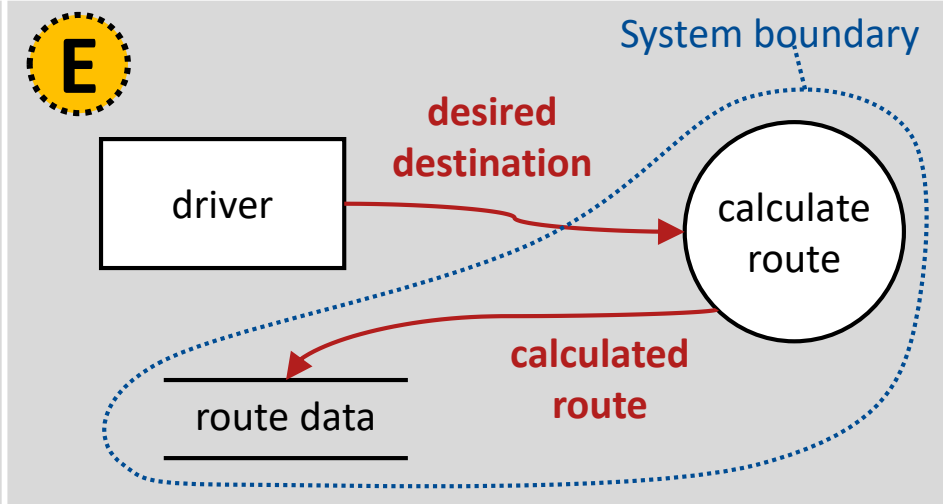 E
System boundary
desired
destination
driver
calculate
route
calculated
route
route data